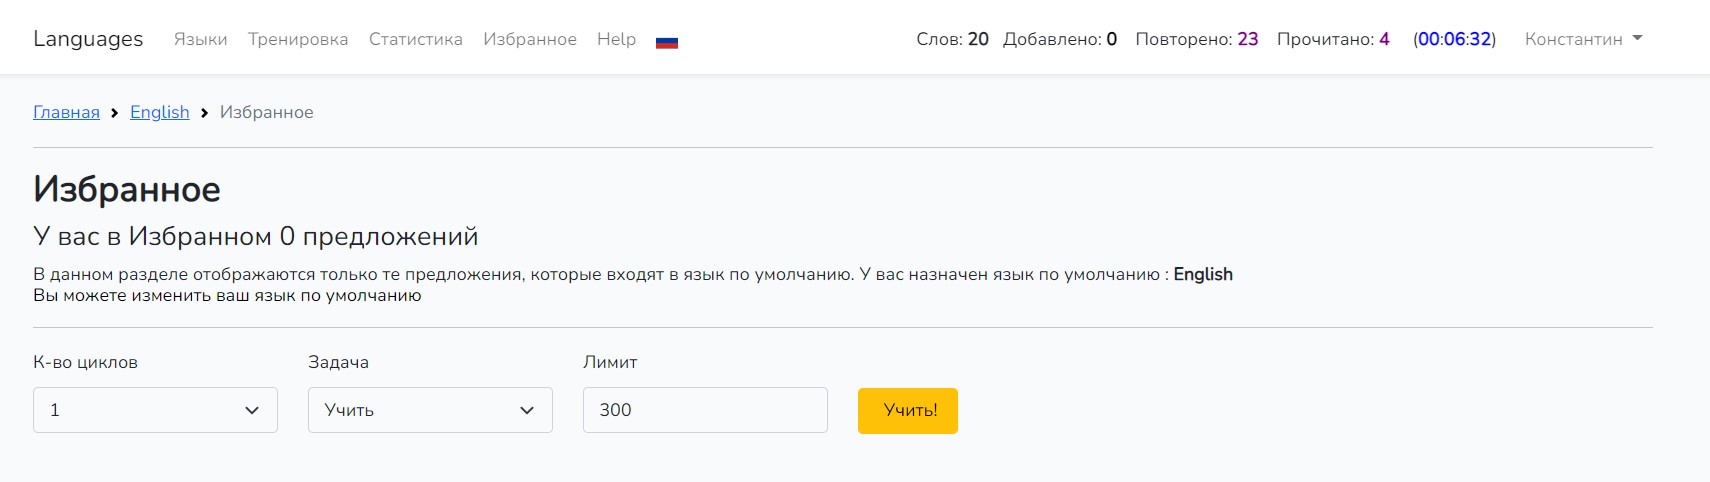 Languages Языки Тренировка Статистика Избранное Help Слов: 20 Добавлено: 0 Повторено: 23 Прочитано: 4 (00:06:32) Константин
Главная English Избранное
Избранное
У вас в Избранном 0 предложений
В данном разделе отображаются только те предложения, которые входят в язык по умолчанию. У вас назначен язык по умолчанию : English
Вы можете изменить ваш язык по умолчанию
К-во циклов Задача Лимит
1 Учить 300 Учить!